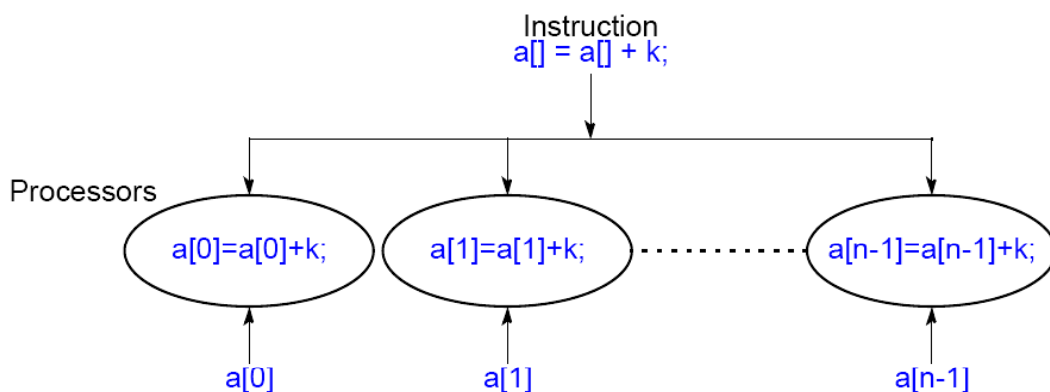 Instruction
a[] = a[] + k;
Processors
a[0]=a[0]+k;
a[1]=a[1]+k;
a[n-1]=a[n-1]+k;
a[0]
a[1]
a[n-1]